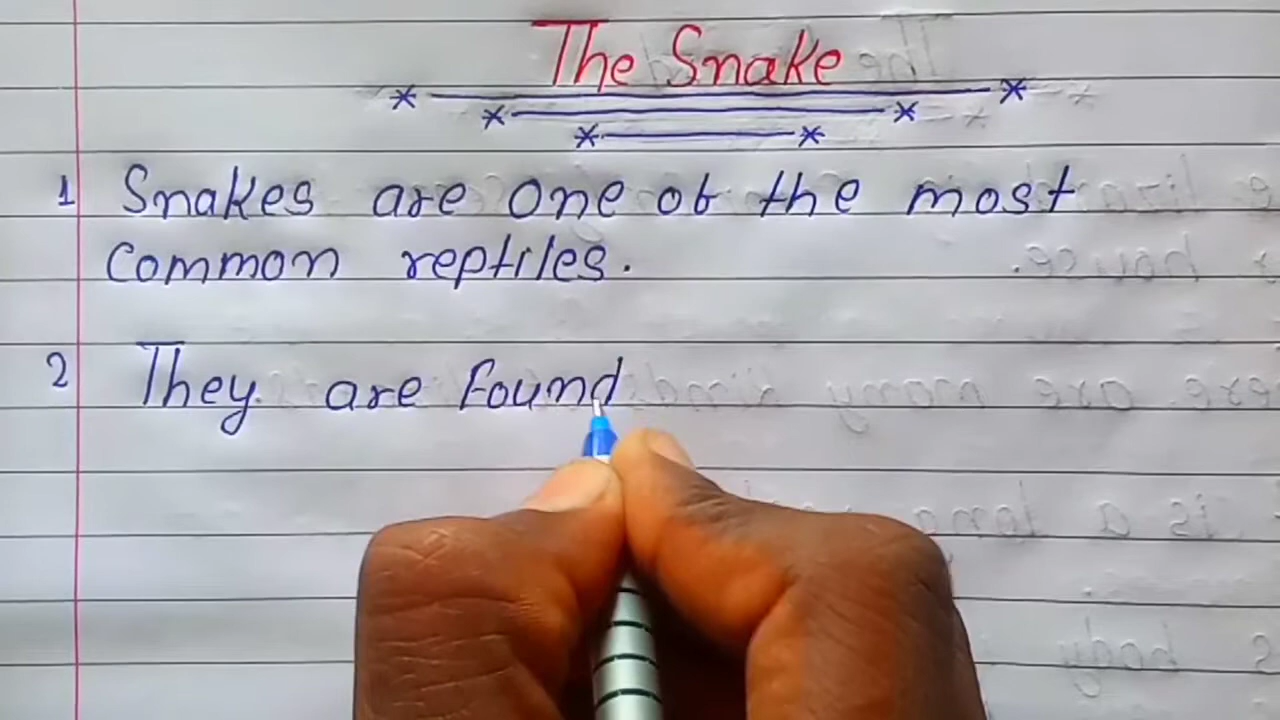 The Snake
1 Snakes are one of the most
common reptiles.
2 They are Found